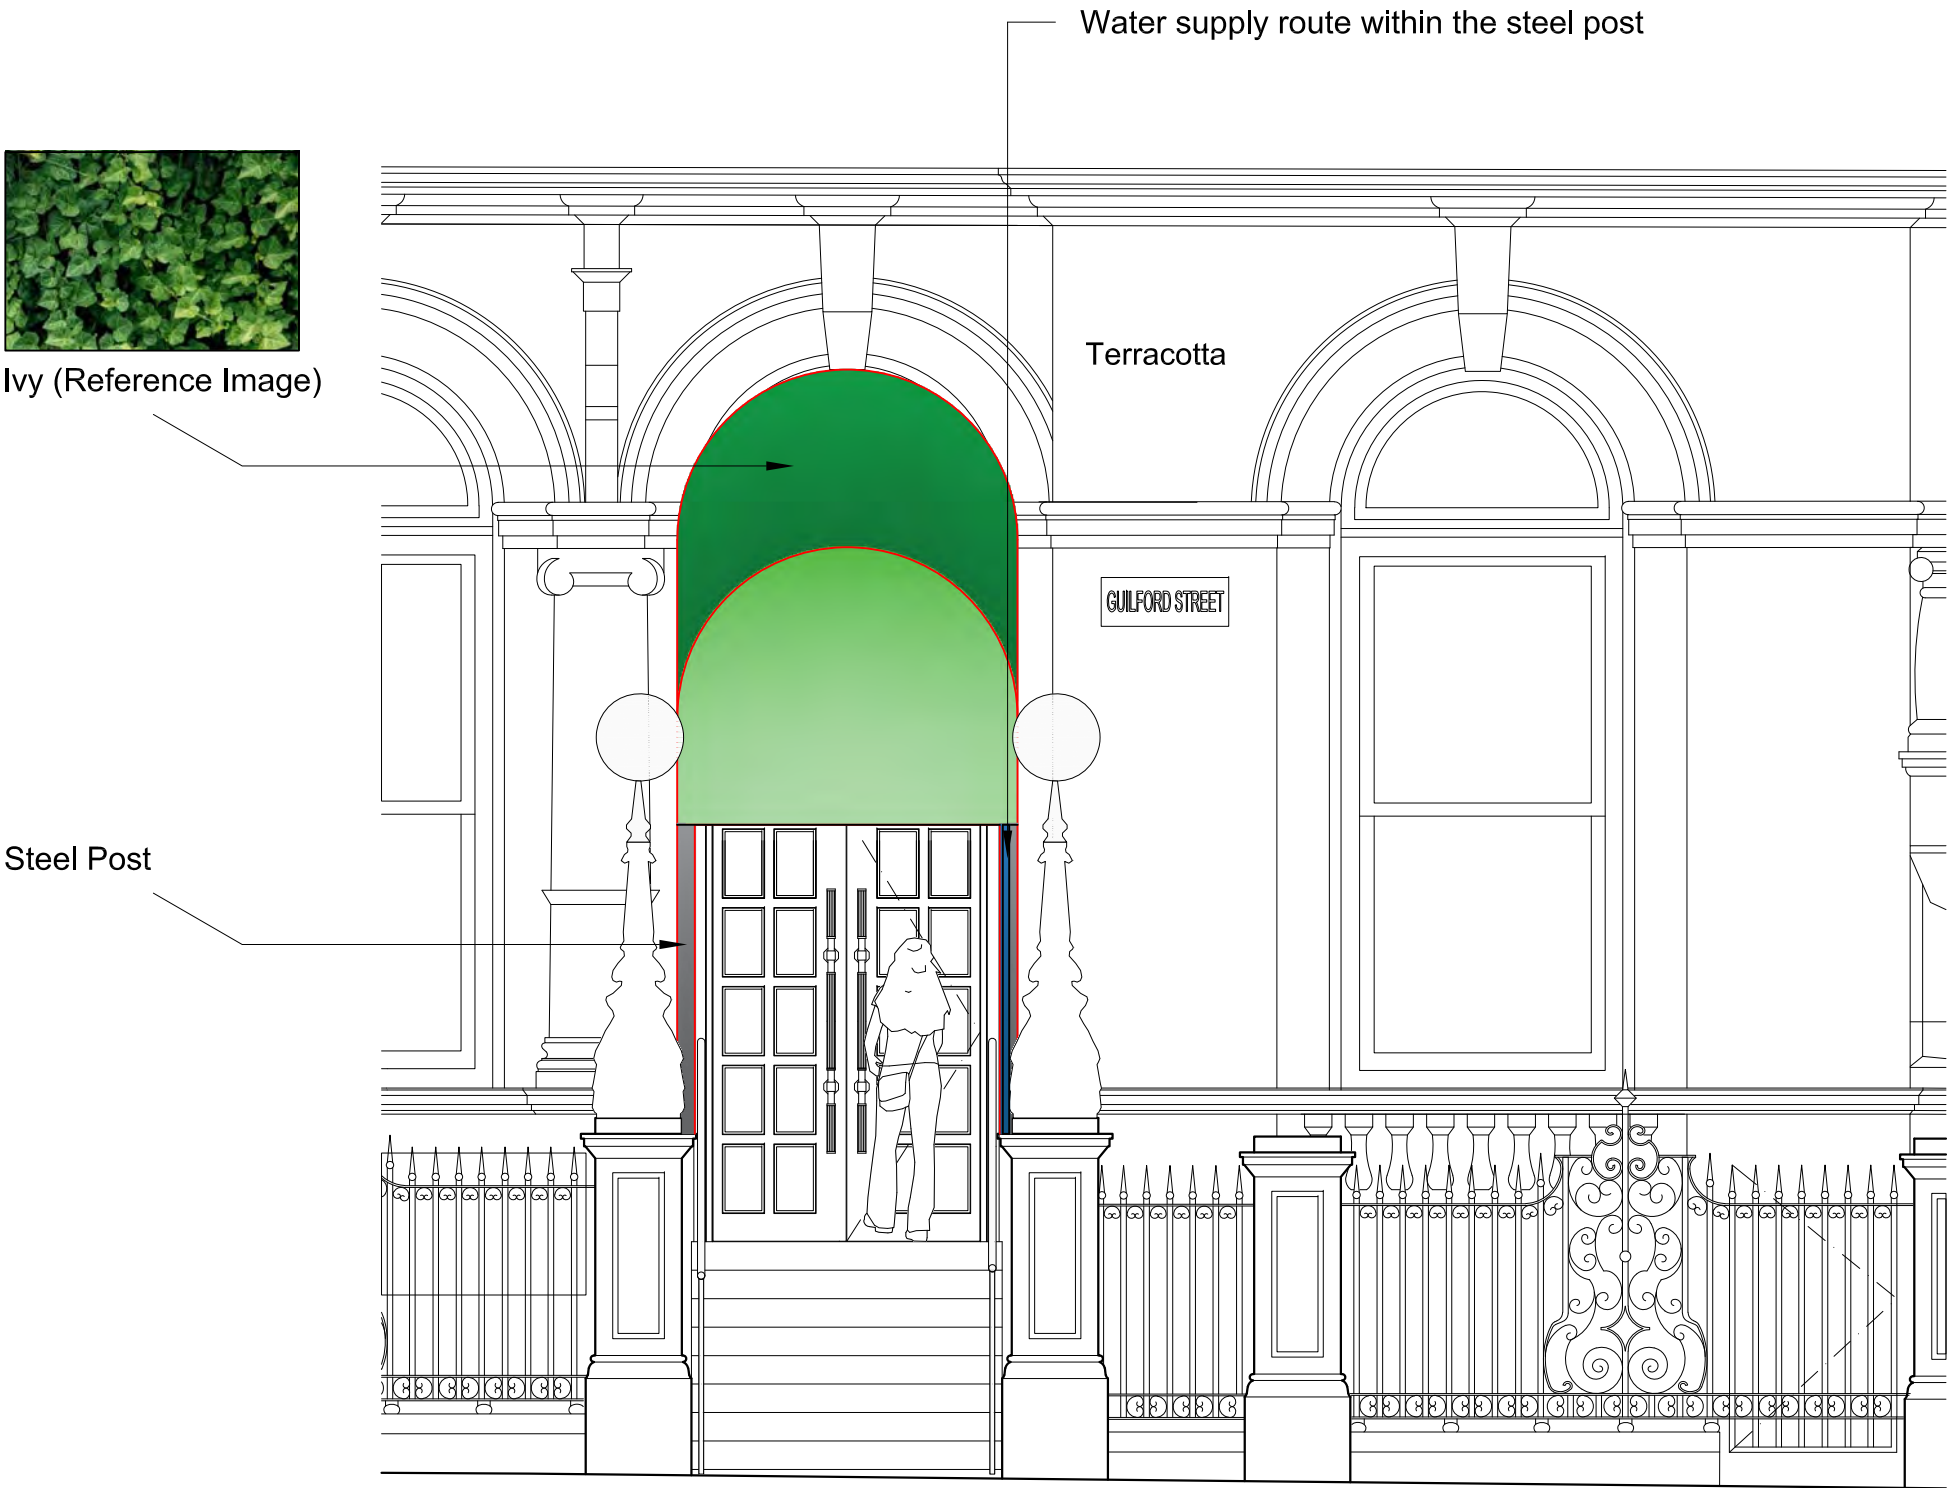 Water supply route within the steel post
Ivy (Reference Image)
Terracotta
GUILFORD STREET
Steel Post